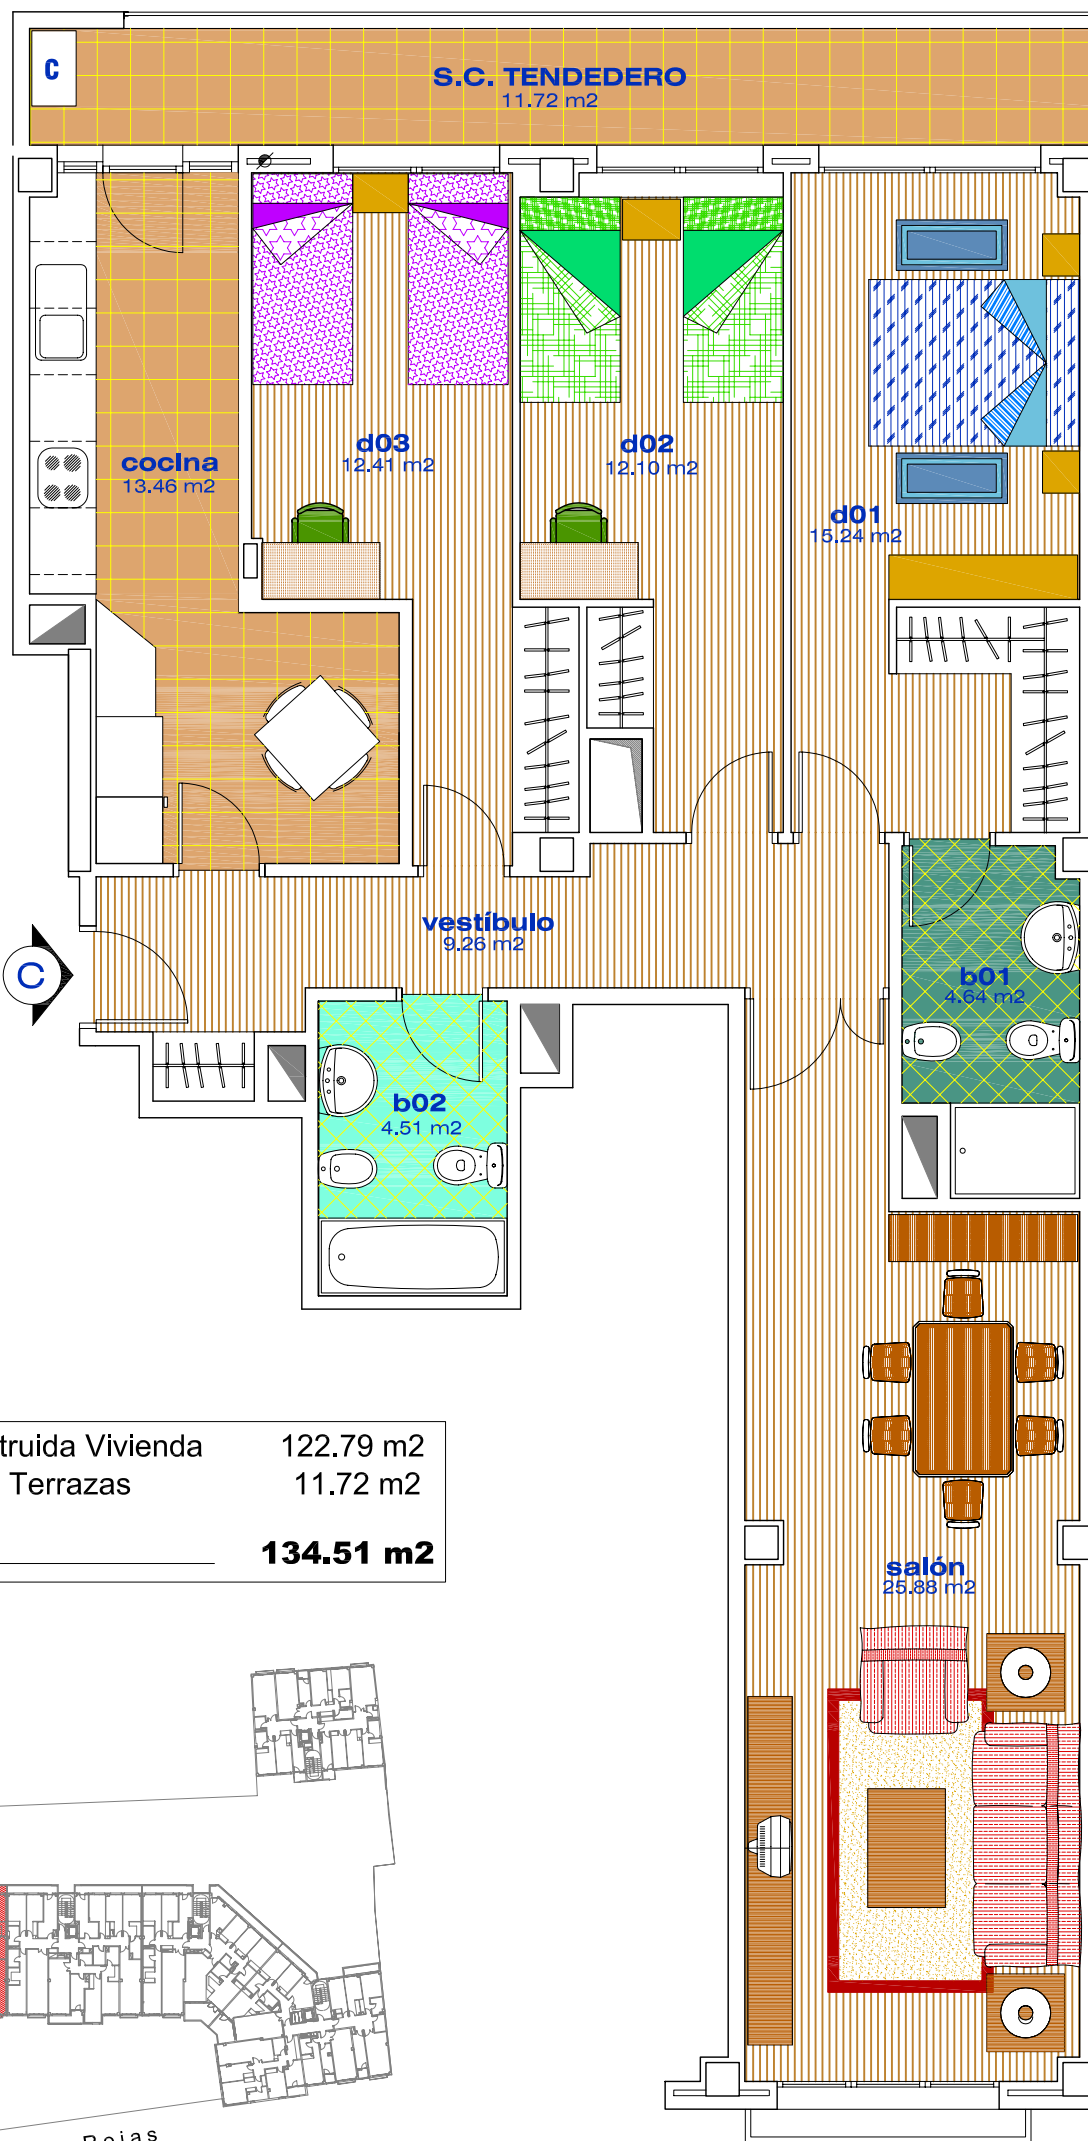 C
S.C. TENDEDERO
11.72 m2
d03
12.41 m2
d02
12.10 m2
cocina
13.46 m2
d01
15.24 m2
vestíbulo
9.26 m2
C
b01
4.64 m2
b02
4.51 m2
truida Vivienda 122.79 m2
Terrazas 11.72 m2
134.51 m2
salón
25.88 m2
Rojas